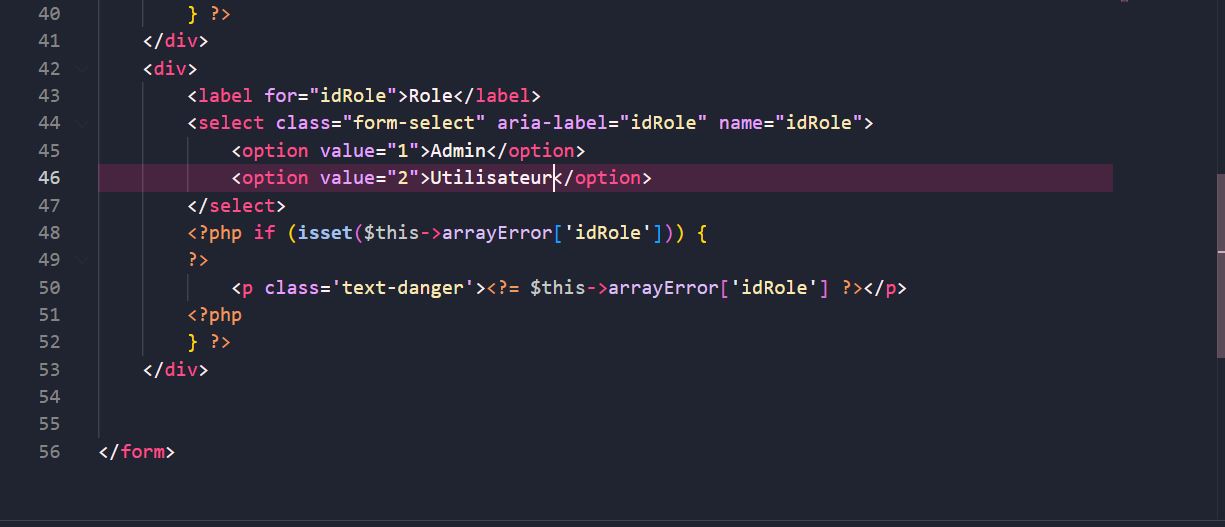 40 } ?>
41 </div>
42 <div>
43 <label for="idRole">Role</label>
44 <select class="form-select" aria-label="idRole" name="idRole">
45 <option value="1">Admin</option>
46 <option value="2">Utilisateur</option>
47 </select>
48 <?php if (isset($this->arrayError['idRole'])) {
49 ?>
50 <p class='text-danger'><?= $this->arrayError['idRole'] ?></p>
51 <?php
52 } ?>
53 </div>
54
55
56 </form>